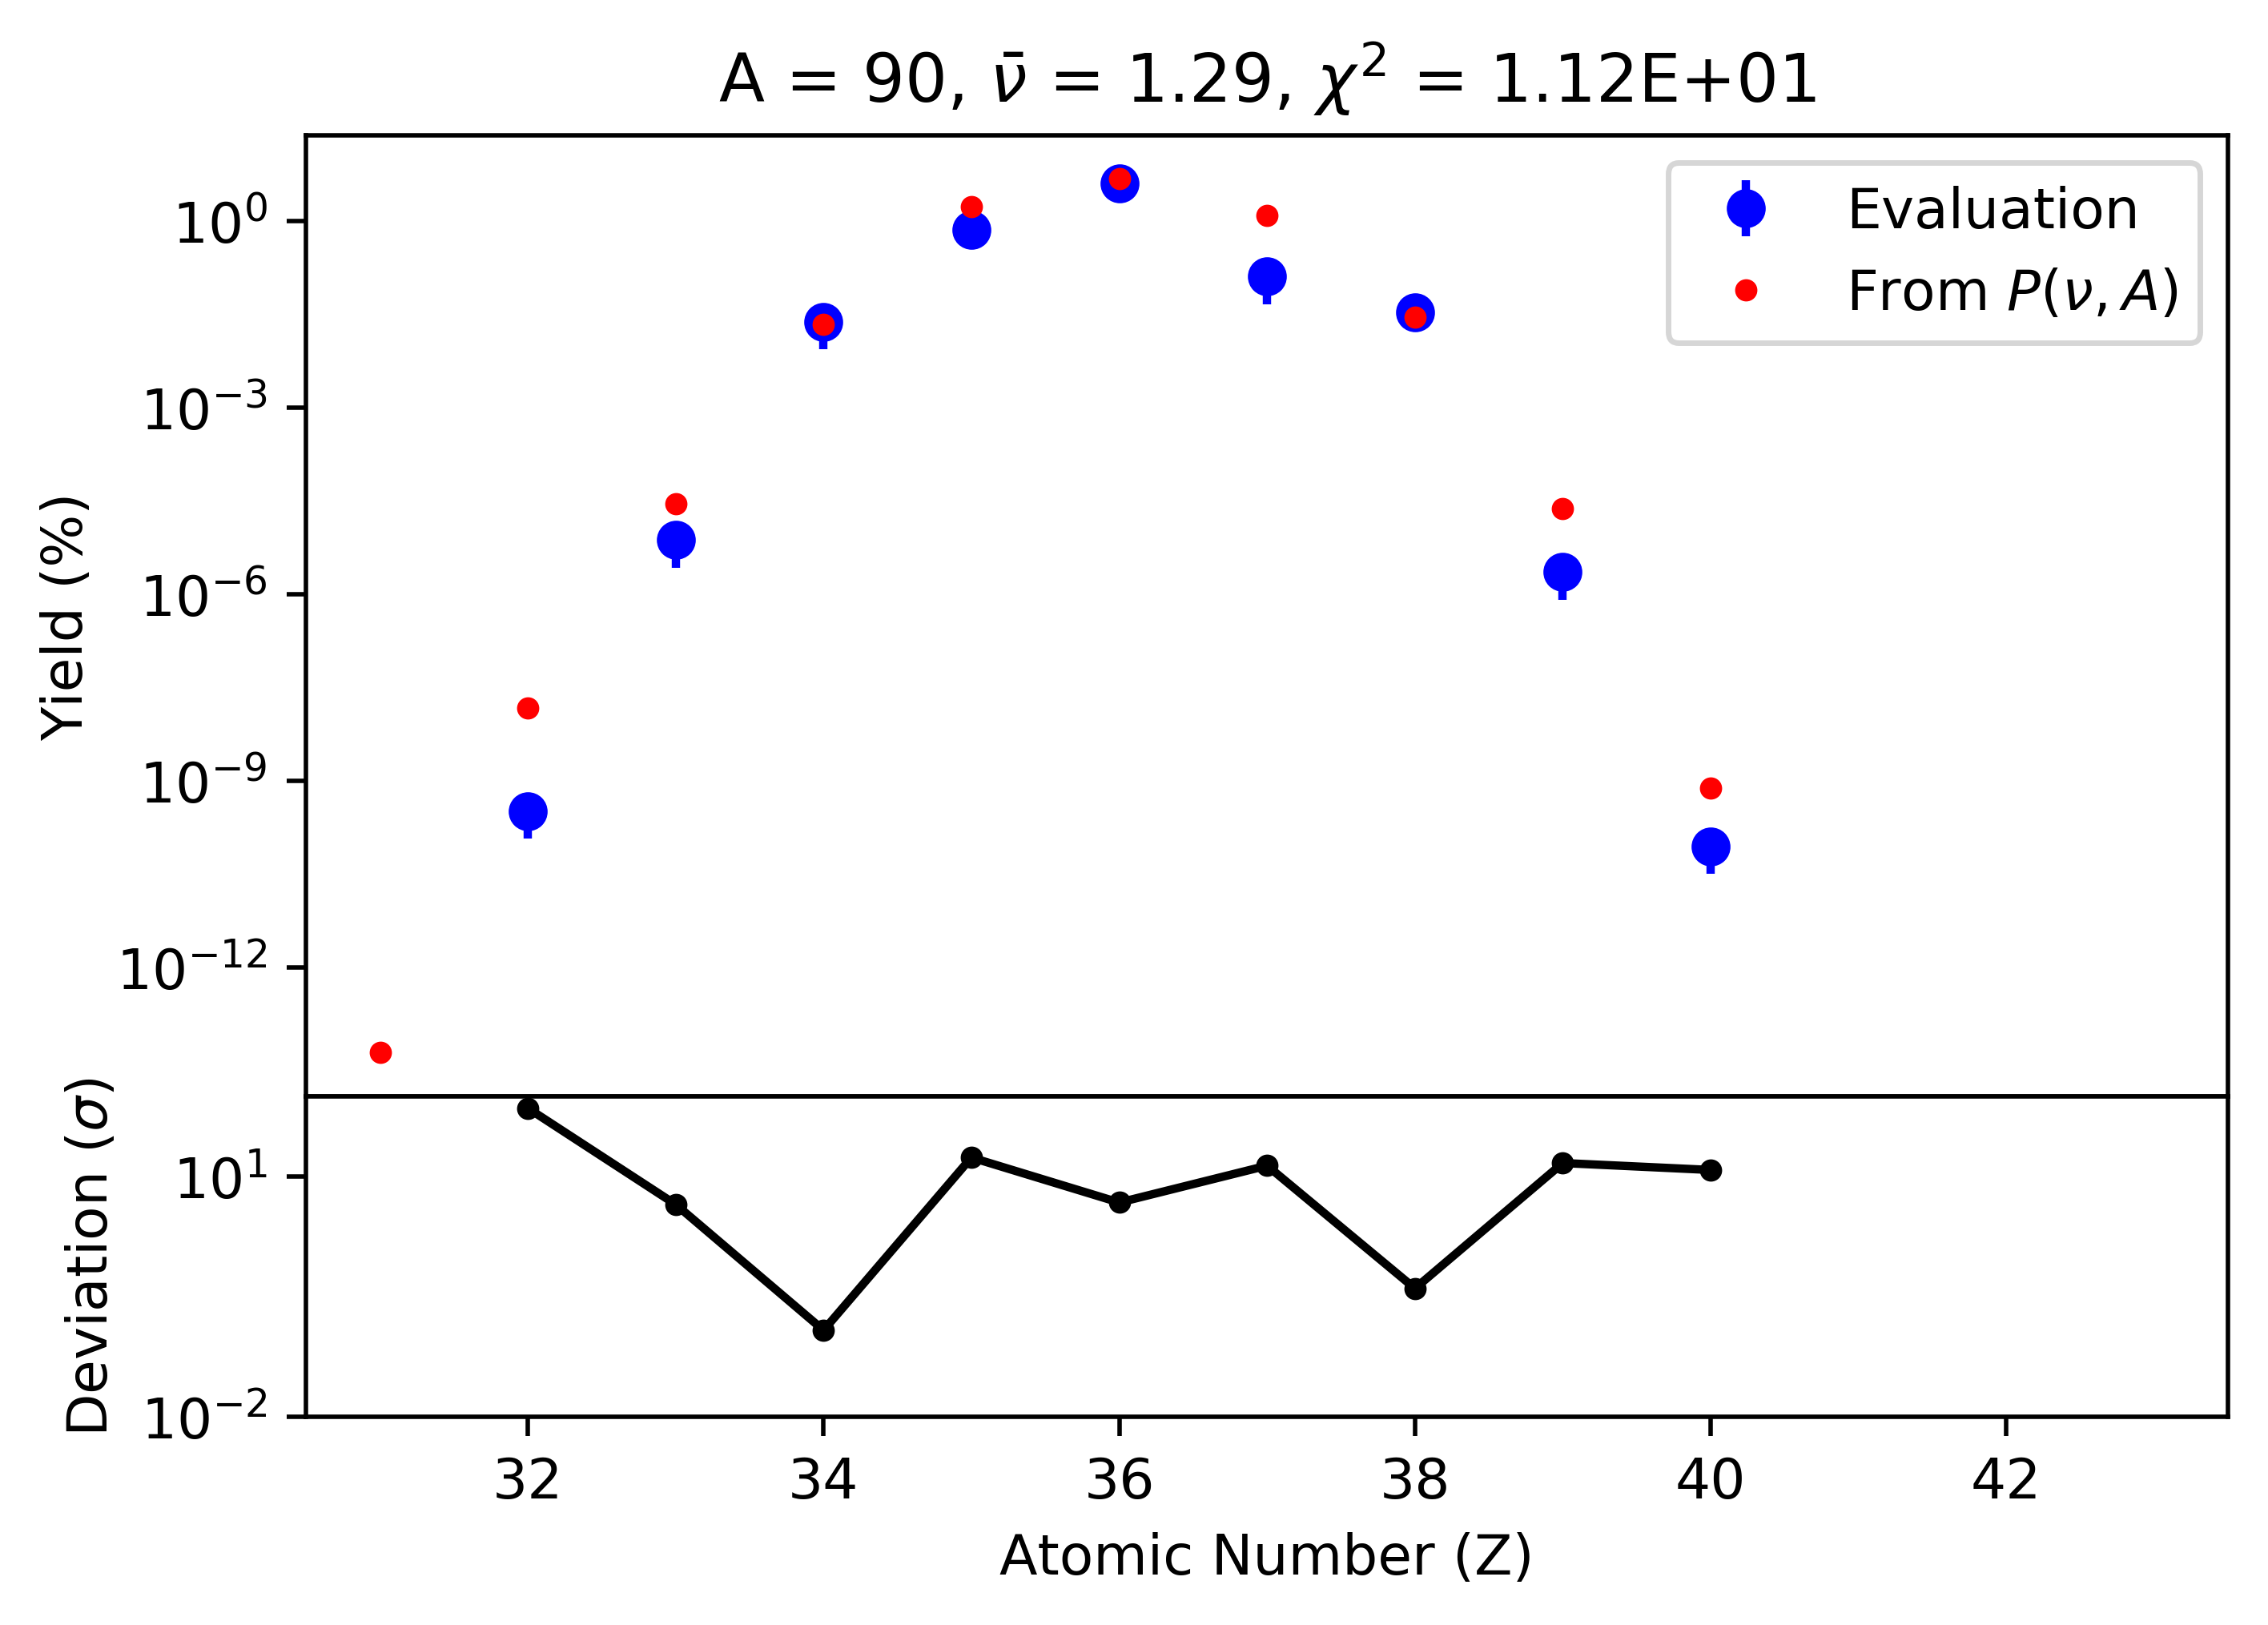 A = 90, ν̄ = 1.29, χ² = 1.12E+01
Evaluation
From P(ν, A)
Yield (%)
10⁰
10⁻³
10⁻⁶
10⁻⁹
10⁻¹²
Deviation (σ)
10¹
10⁻²
32 34 36 38 40 42
Atomic Number (Z)